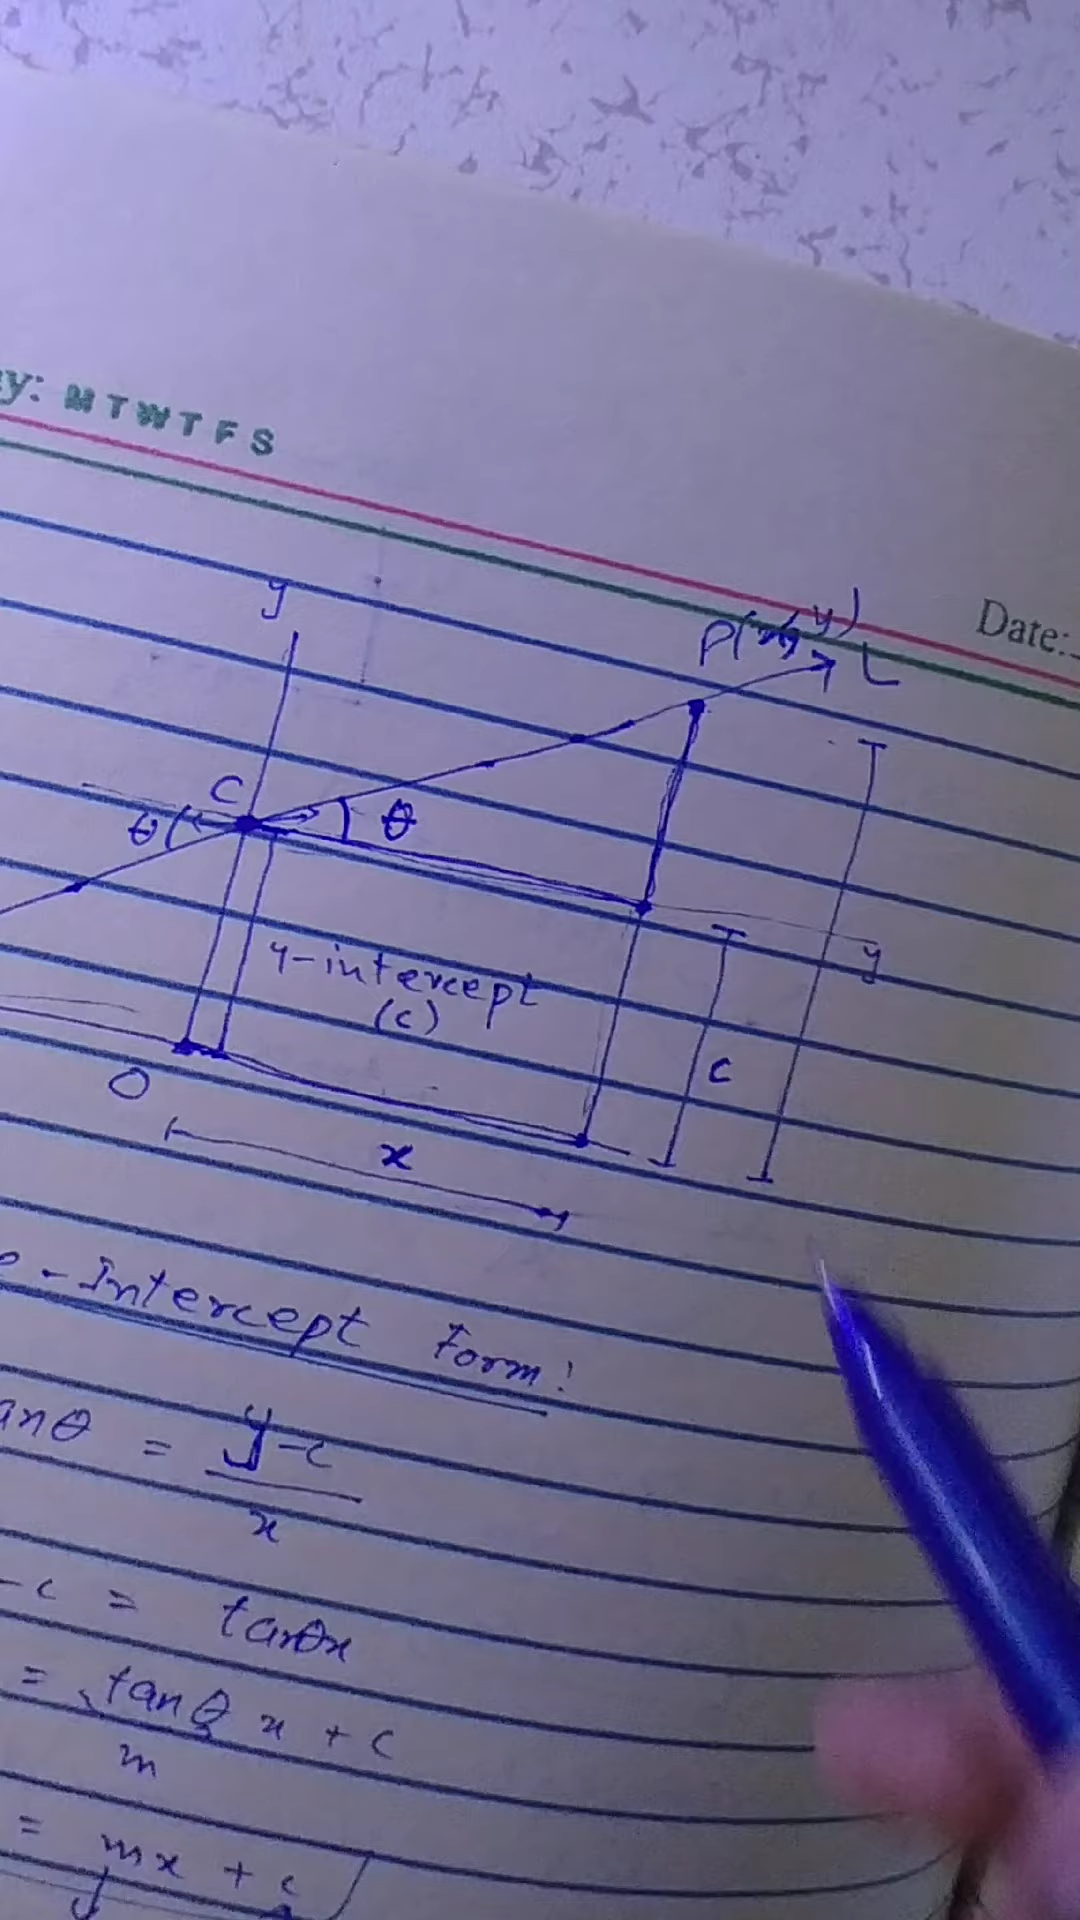 y: M T W T F S
Date:
y
P(x, y)
L
C
θ
θ
y-intercept
(c)
y
c
O
x
e - Intercept Form:
anθ = y-c
x
-c = tanθx
= tanθ x + c
m
= mx + c